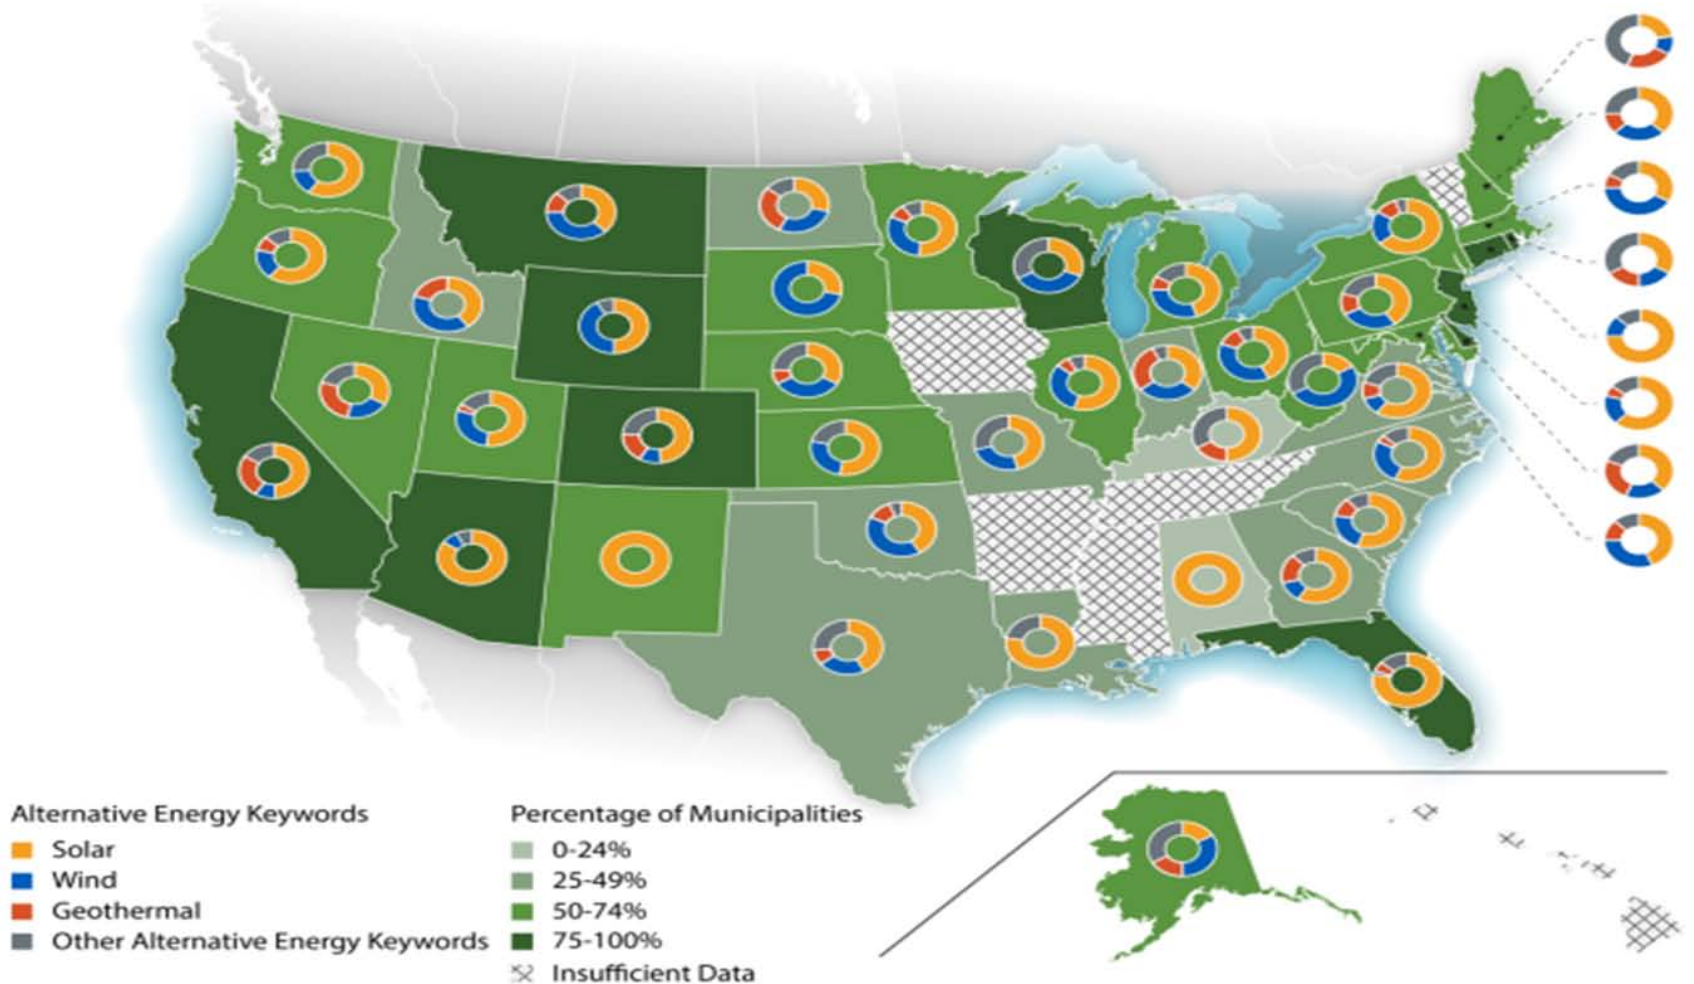 Alternative Energy Keywords
Solar
Wind
Geothermal
Other Alternative Energy Keywords
Percentage of Municipalities
0-24%
25-49%
50-74%
75-100%
Insufficient Data